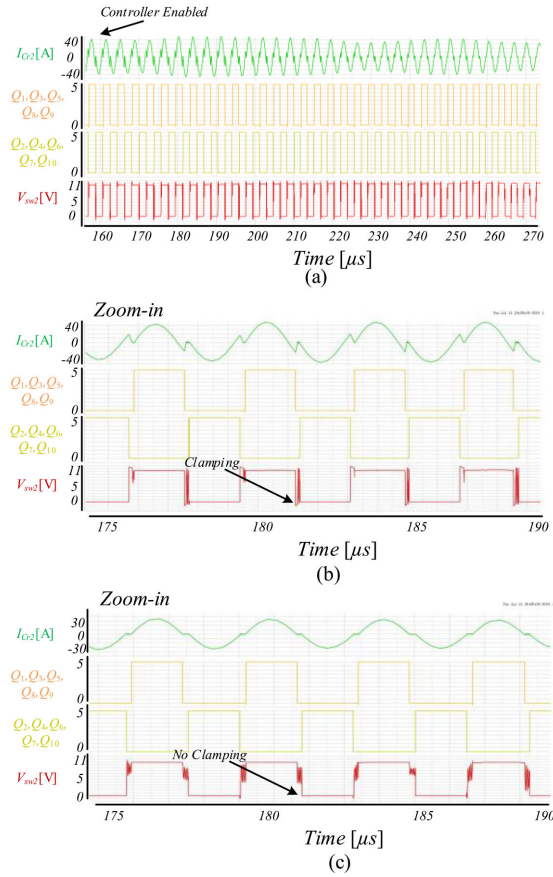 Controller Enabled
I_Cr2 [A]
40
0
-40
Q1,Q3,Q5,
Q8,Q9
5
0
Q2,Q4,Q6,
Q7,Q10
5
0
V_sw2 [V]
11
5
0
160 170 180 190 200 210 220 230 240 250 260 270
Time [µs]
(a)
Zoom-in
I_Cr2 [A]
40
0
-40
Q1,Q3,Q5,
Q8,Q9
5
0
Q2,Q4,Q6,
Q7,Q10
5
0
Clamping
V_sw2 [V]
11
5
0
175 180 185 190
Time [µs]
(b)
Zoom-in
I_Cr2 [A]
30
0
-30
Q1,Q3,Q5,
Q8,Q9
5
0
Q2,Q4,Q6,
Q7,Q10
5
0
No Clamping
V_sw2 [V]
11
5
0
175 180 185 190
Time [µs]
(c)